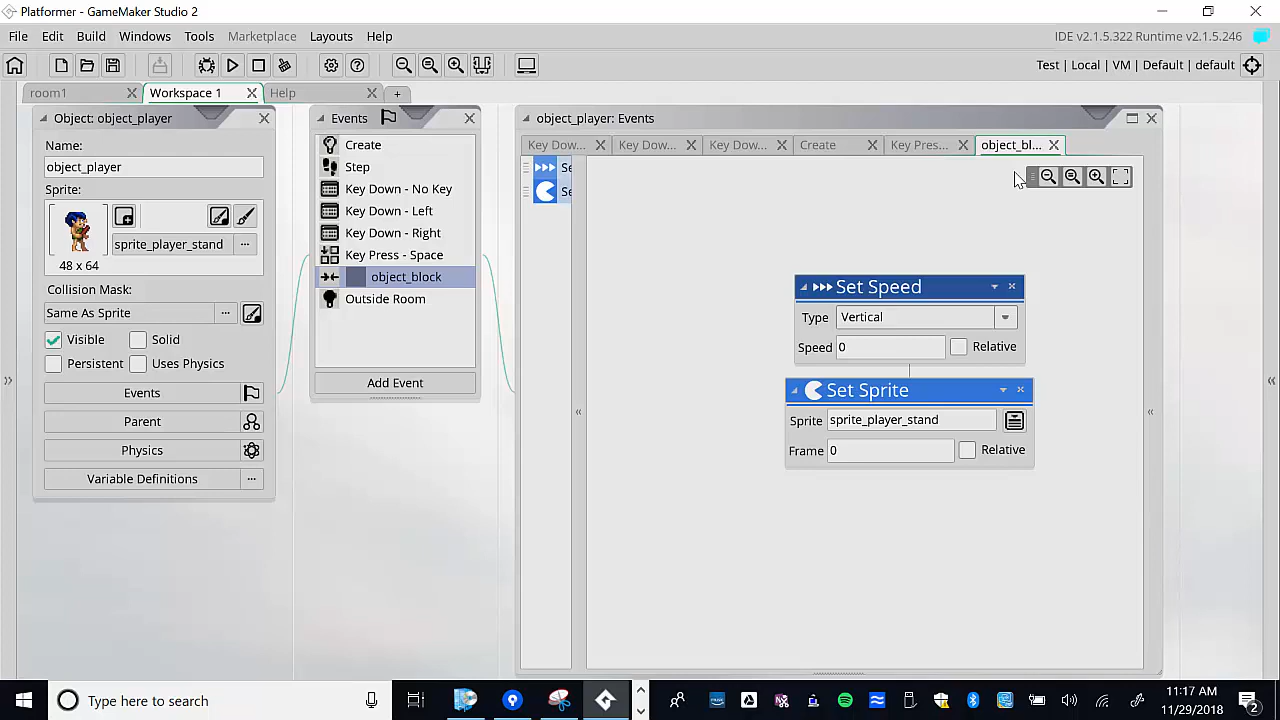 Platformer - GameMaker Studio 2
File Edit Build Windows Tools Marketplace Layouts Help
IDE v2.1.5.322 Runtime v2.1.5.246
Test | Local | VM | Default | default
room1
Workspace 1
Help
Object: object_player
Name:
object_player
Sprite:
sprite_player_stand
...
48 x 64
Collision Mask:
Same As Sprite
...
Visible
Solid
Persistent
Uses Physics
Events
Parent
Physics
Variable Definitions
...
Events
Create
Step
Key Down - No Key
Key Down - Left
Key Down - Right
Key Press - Space
object_block
Outside Room
Add Event
object_player: Events
Key Dow...
Key Dow...
Key Dow...
Create
Key Pres...
object_bl...
Se
Se
Set Speed
Type Vertical
Speed 0 Relative
Set Sprite
Sprite sprite_player_stand
Frame 0 Relative
Type here to search
11:17 AM
11/29/2018
2